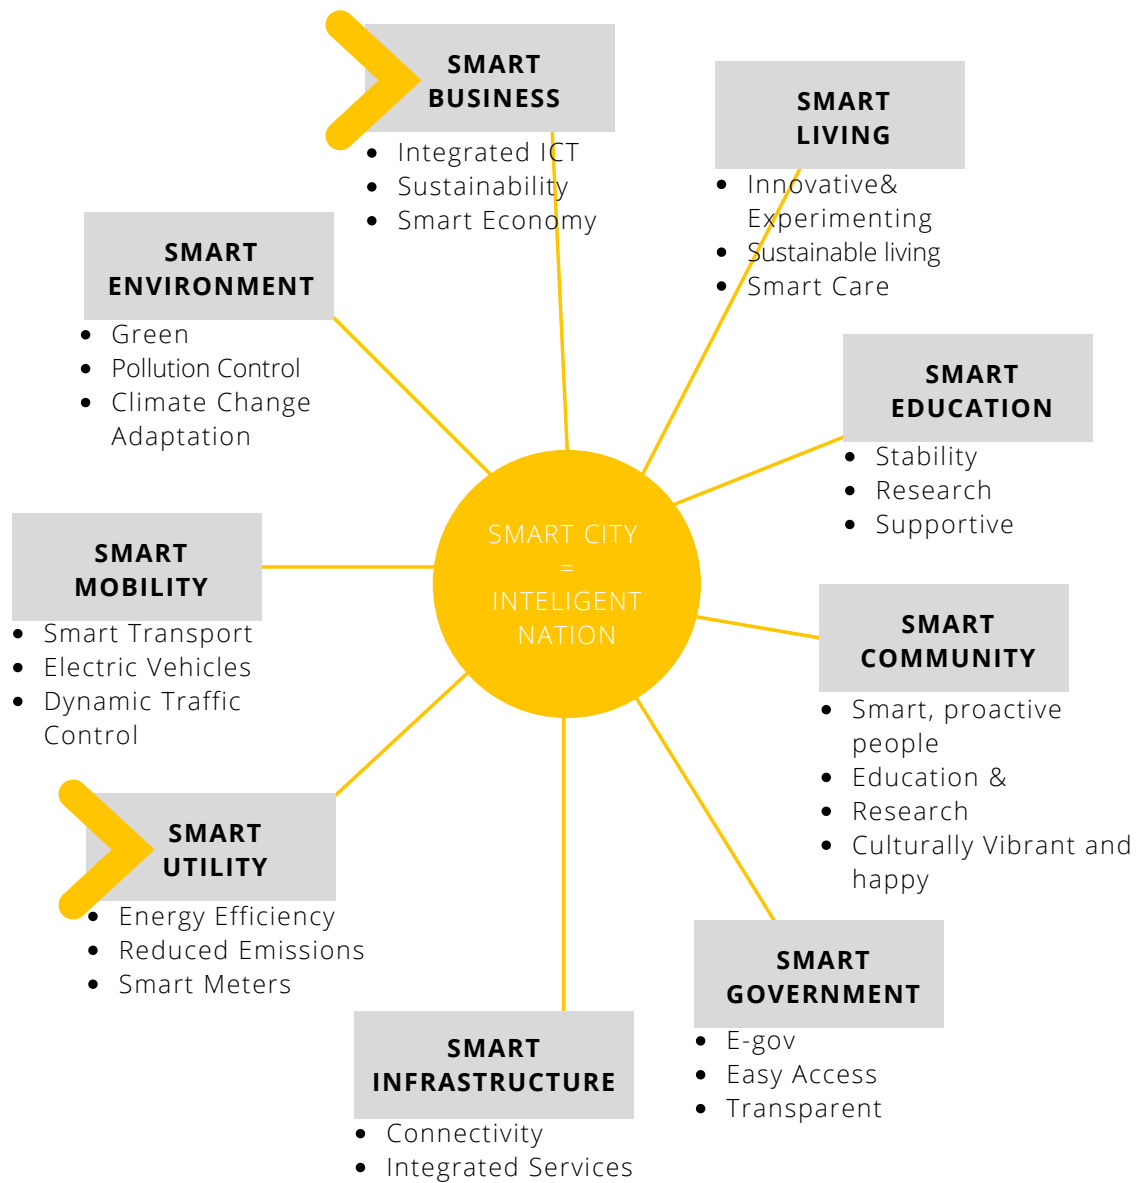 SMART
BUSINESS
• Integrated ICT
• Sustainability
• Smart Economy
SMART
LIVING
• Innovative&
Experimenting
• Sustainable living
• Smart Care
SMART
ENVIRONMENT
• Green
• Pollution Control
• Climate Change
Adaptation
SMART
EDUCATION
• Stability
• Research
• Supportive
SMART CITY
=
INTELIGENT
NATION
SMART
MOBILITY
• Smart Transport
• Electric Vehicles
• Dynamic Traffic
Control
SMART
COMMUNITY
• Smart, proactive
people
• Education &
• Research
• Culturally Vibrant and
happy
SMART
UTILITY
• Energy Efficiency
• Reduced Emissions
• Smart Meters
SMART
GOVERNMENT
• E-gov
• Easy Access
• Transparent
SMART
INFRASTRUCTURE
• Connectivity
• Integrated Services